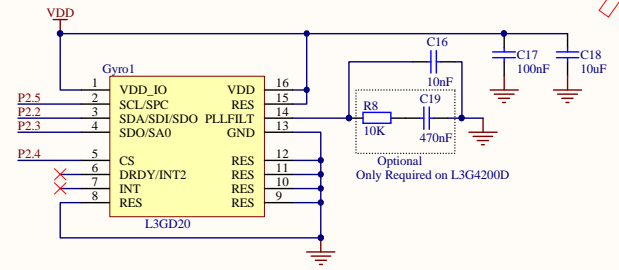 VDD
Gyro1
C16
10nF
C17
100nF
C18
10uF
1 VDD_IO VDD 16
P2.5 2 SCL/SPC RES 15
P2.2 3 SDA/SDI/SDO PLLFILT 14
P2.3 4 SDO/SA0 GND 13
R8
10K
C19
470nF
P2.4 5 CS RES 12
6 DRDY/INT2 RES 11
7 INT RES 10
8 RES RES 9
L3GD20
Optional
Only Required on L3G4200D